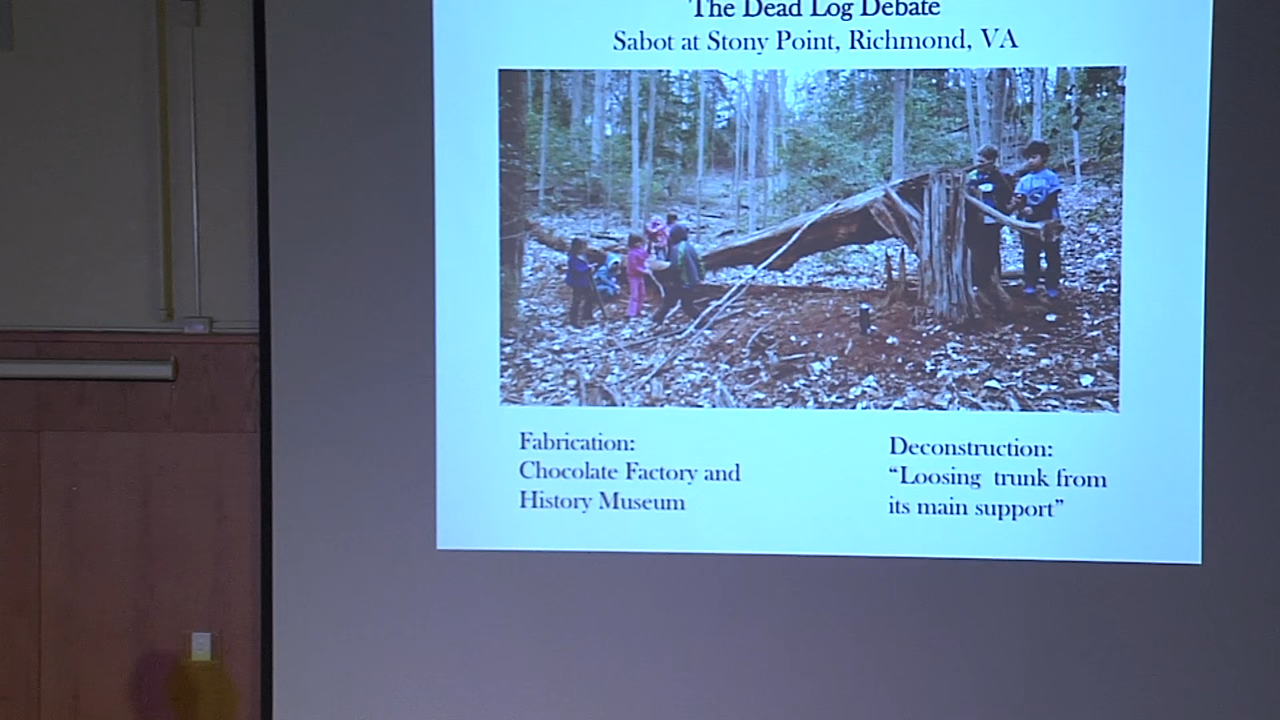 The Dead Log Debate
Sabot at Stony Point, Richmond, VA
Fabrication:
Chocolate Factory and
History Museum
Deconstruction:
“Loosing trunk from
its main support”